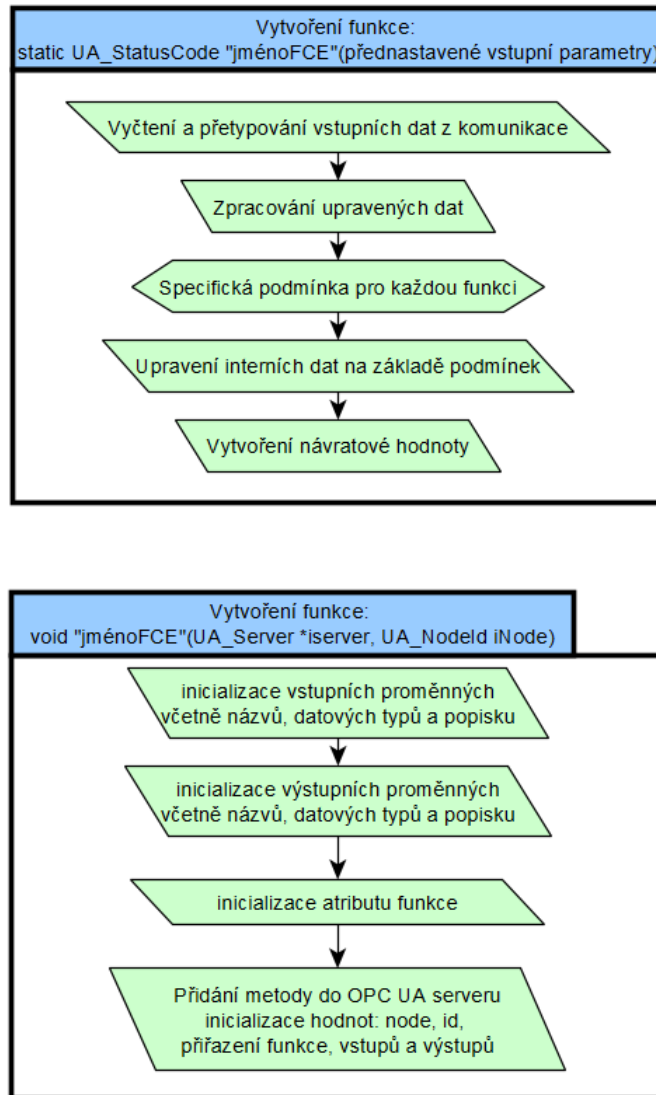 Vytvoření funkce:
static UA_StatusCode "jménoFCE"(přednastavené vstupní parametry)
Vyčtení a přetypování vstupních dat z komunikace
Zpracování upravených dat
Specifická podmínka pro každou funkci
Upravení interních dat na základě podmínek
Vytvoření návratové hodnoty
Vytvoření funkce:
void "jménoFCE"(UA_Server *iserver, UA_NodeId iNode)
inicializace vstupních proměnných
včetně názvů, datových typů a popisku
inicializace výstupních proměnných
včetně názvů, datových typů a popisku
inicializace atributu funkce
Přidání metody do OPC UA serveru
inicializace hodnot: node, id,
přiřazení funkce, vstupů a výstupů